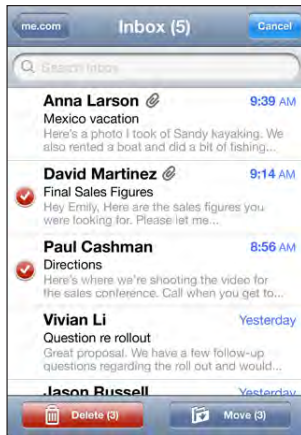 me.com
Inbox (5)
Cancel
Search Inbox
Anna Larson
9:39 AM
Mexico vacation
Here's a photo I took of Sandy kayaking. We
also rented a boat and did a bit of fishing...
David Martinez
9:14 AM
Final Sales Figures
Hey Emily, Here are the sales figures you
were looking for. Please let me...
Paul Cashman
8:56 AM
Directions
Here's where we're shooting the video for
the sales conference. Call when you get to...
Vivian Li
Yesterday
Question re rollout
Great proposal. We have a few follow-up
questions regarding the roll out and would...
Jason Russell
Yesterday
Delete (3)
Move (3)